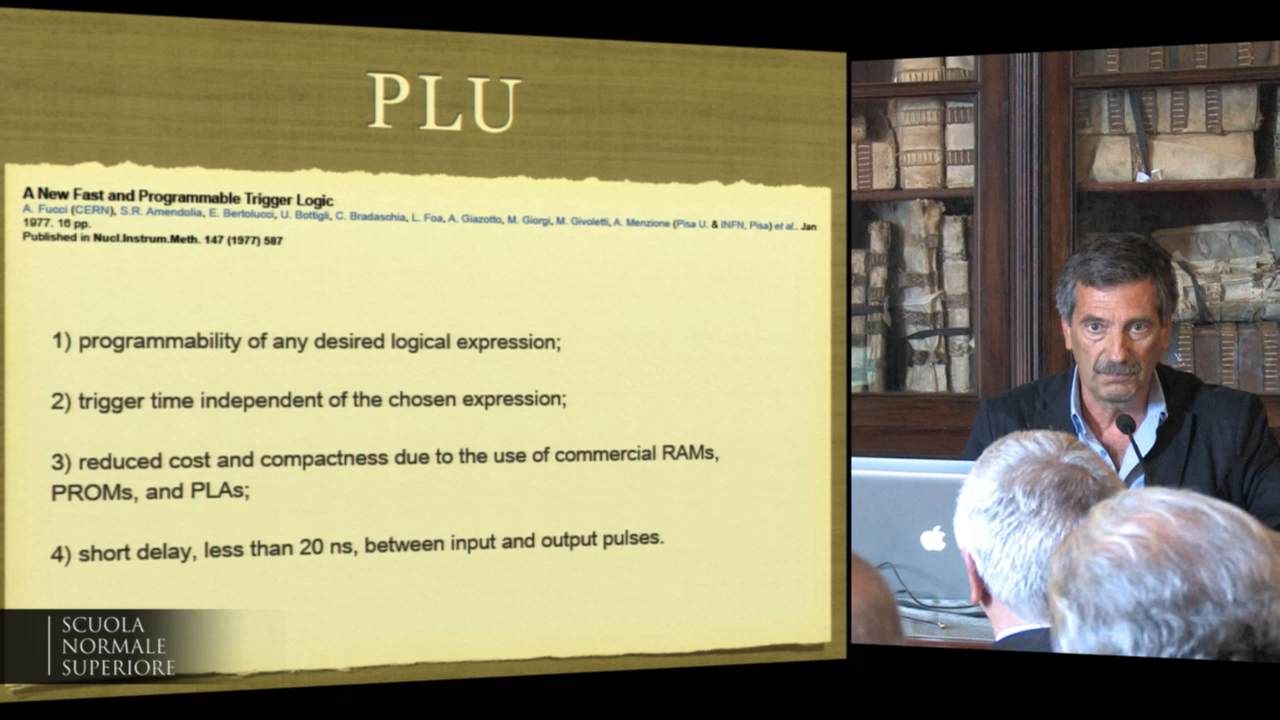 PLU
A New Fast and Programmable Trigger Logic
A. Fucci (CERN), S.R. Amendolia, E. Bertolucci, U. Bottigli, C. Bradaschia, L. Foa, A. Giazotto, M. Giorgi, M. Givoletti, A. Menzione (Pisa U. & INFN, Pisa) et al.. Jan
1977. 16 pp.
Published in Nucl.Instrum.Meth. 147 (1977) 587
1) programmability of any desired logical expression;
2) trigger time independent of the chosen expression;
3) reduced cost and compactness due to the use of commercial RAMs,
PROMs, and PLAs;
4) short delay, less than 20 ns, between input and output pulses.
SCUOLA
NORMALE
SUPERIORE